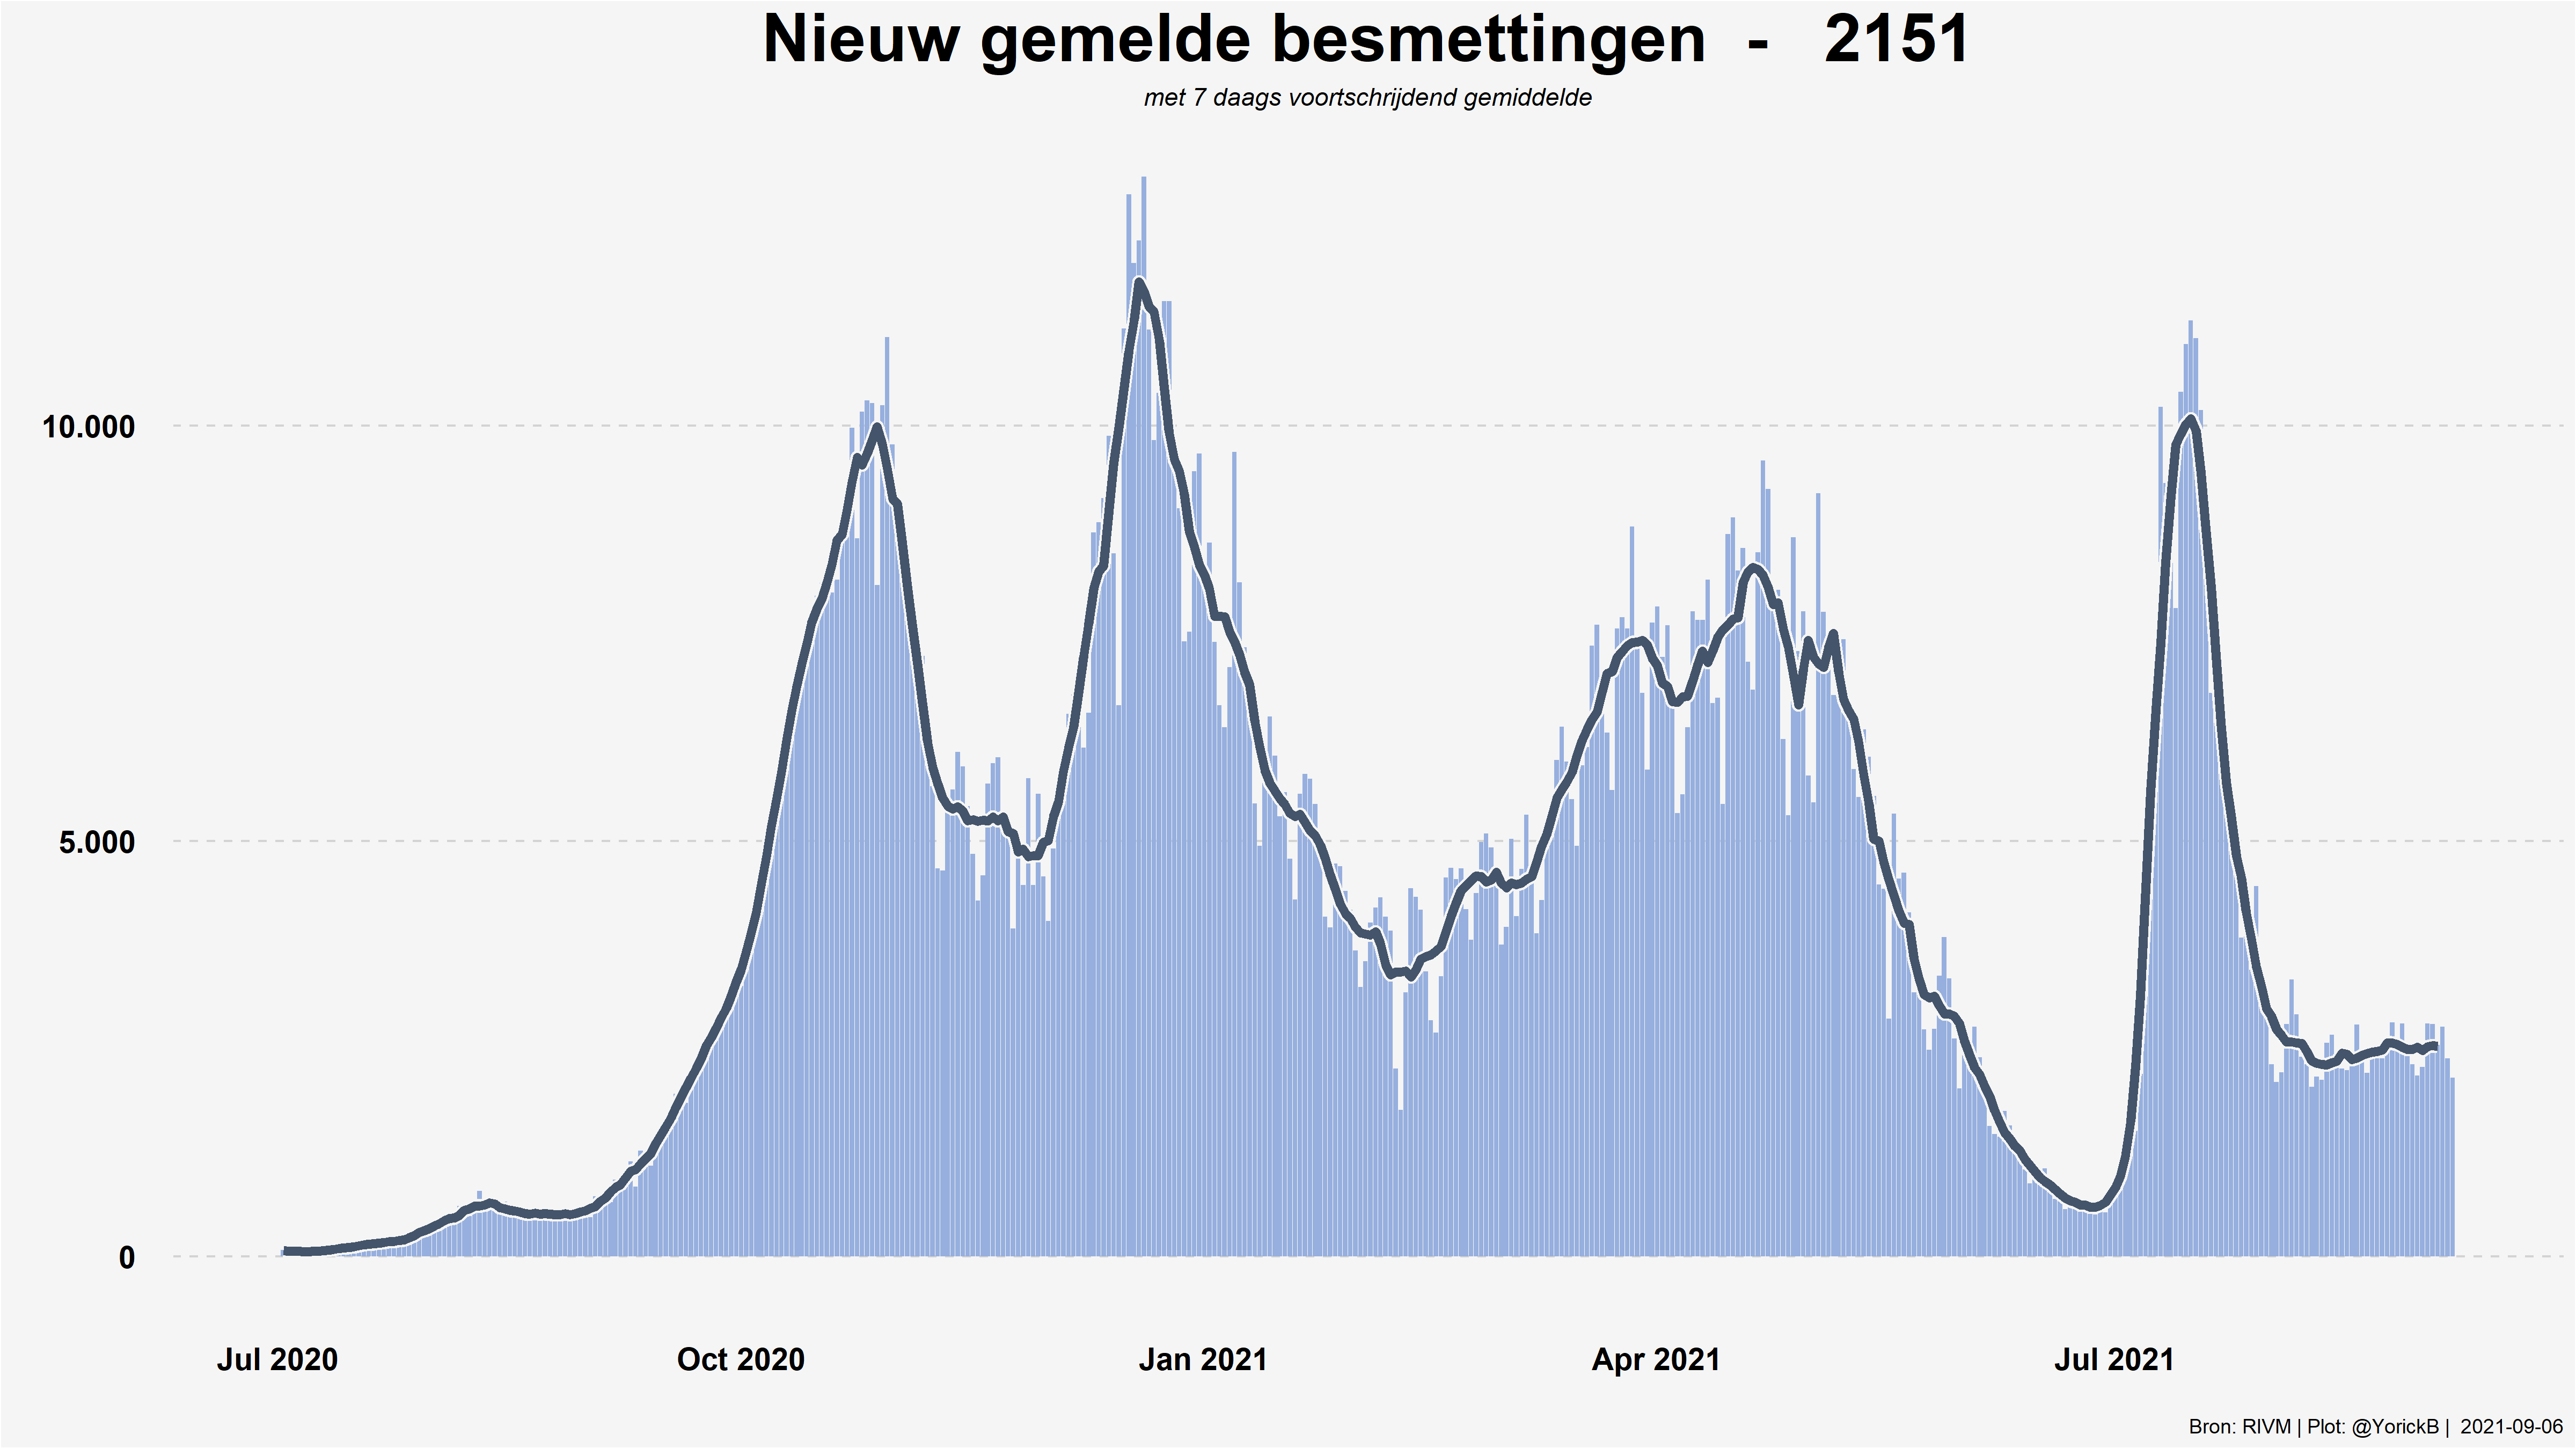 Nieuw gemelde besmettingen - 2151
met 7 daags voortschrijdend gemiddelde
10.000
5.000
0
Jul 2020
Oct 2020
Jan 2021
Apr 2021
Jul 2021
Bron: RIVM | Plot: @YorickB | 2021-09-06